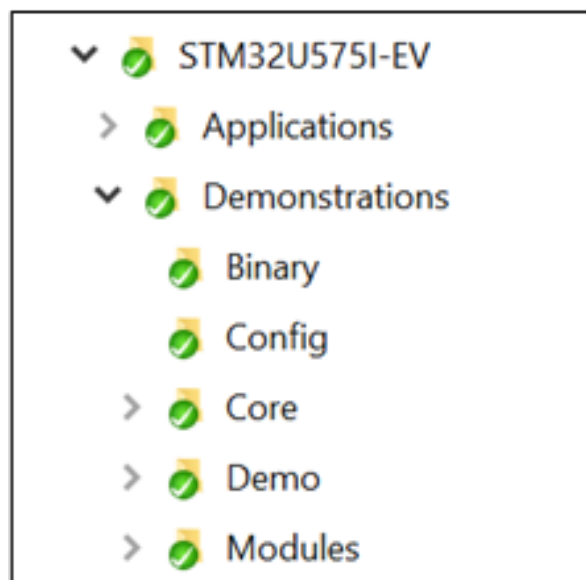 STM32U575I-EV
Applications
Demonstrations
Binary
Config
Core
Demo
Modules